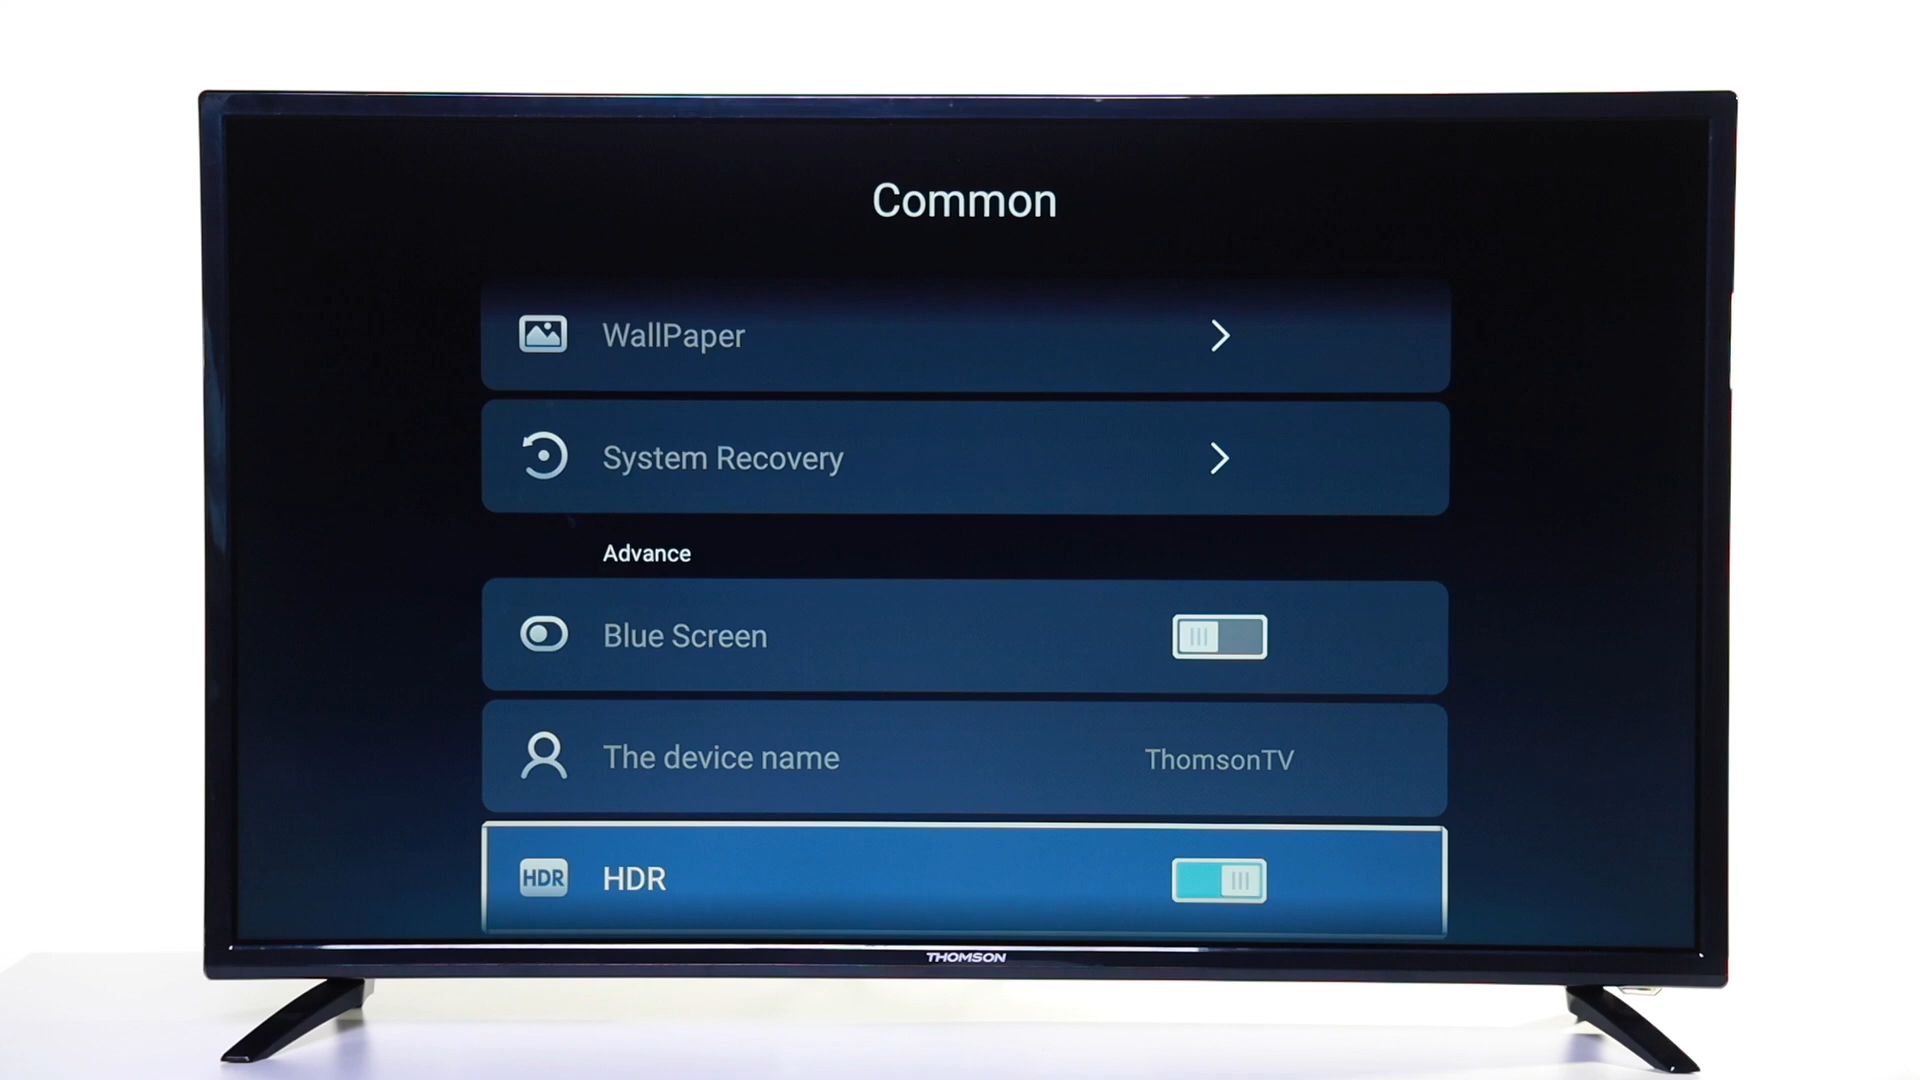 Common
WallPaper
System Recovery
Advance
Blue Screen
The device name ThomsonTV
HDR HDR
THOMSON